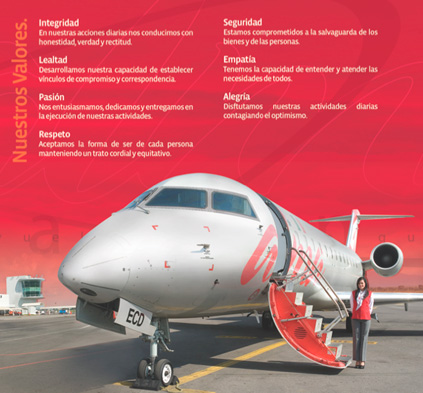 Nuestros Valores.
Integridad
En nuestras acciones diarias nos conducimos con
honestidad, verdad y rectitud.
Lealtad
Desarrollamos nuestra capacidad de establecer
vínculos de compromiso y correspondencia.
Pasión
Nos entusiasmamos, dedicamos y entregamos en
la ejecución de nuestras actividades.
Respeto
Aceptamos la forma de ser de cada persona
manteniendo un trato cordial y equitativo.
Seguridad
Estamos comprometidos a la salvaguarda de los
bienes y de las personas.
Empatía
Tenemos la capacidad de entender y atender las
necesidades de todos.
Alegría
Disftutamos nuestras actividades diarias
contagiando el optimismo.
ECD